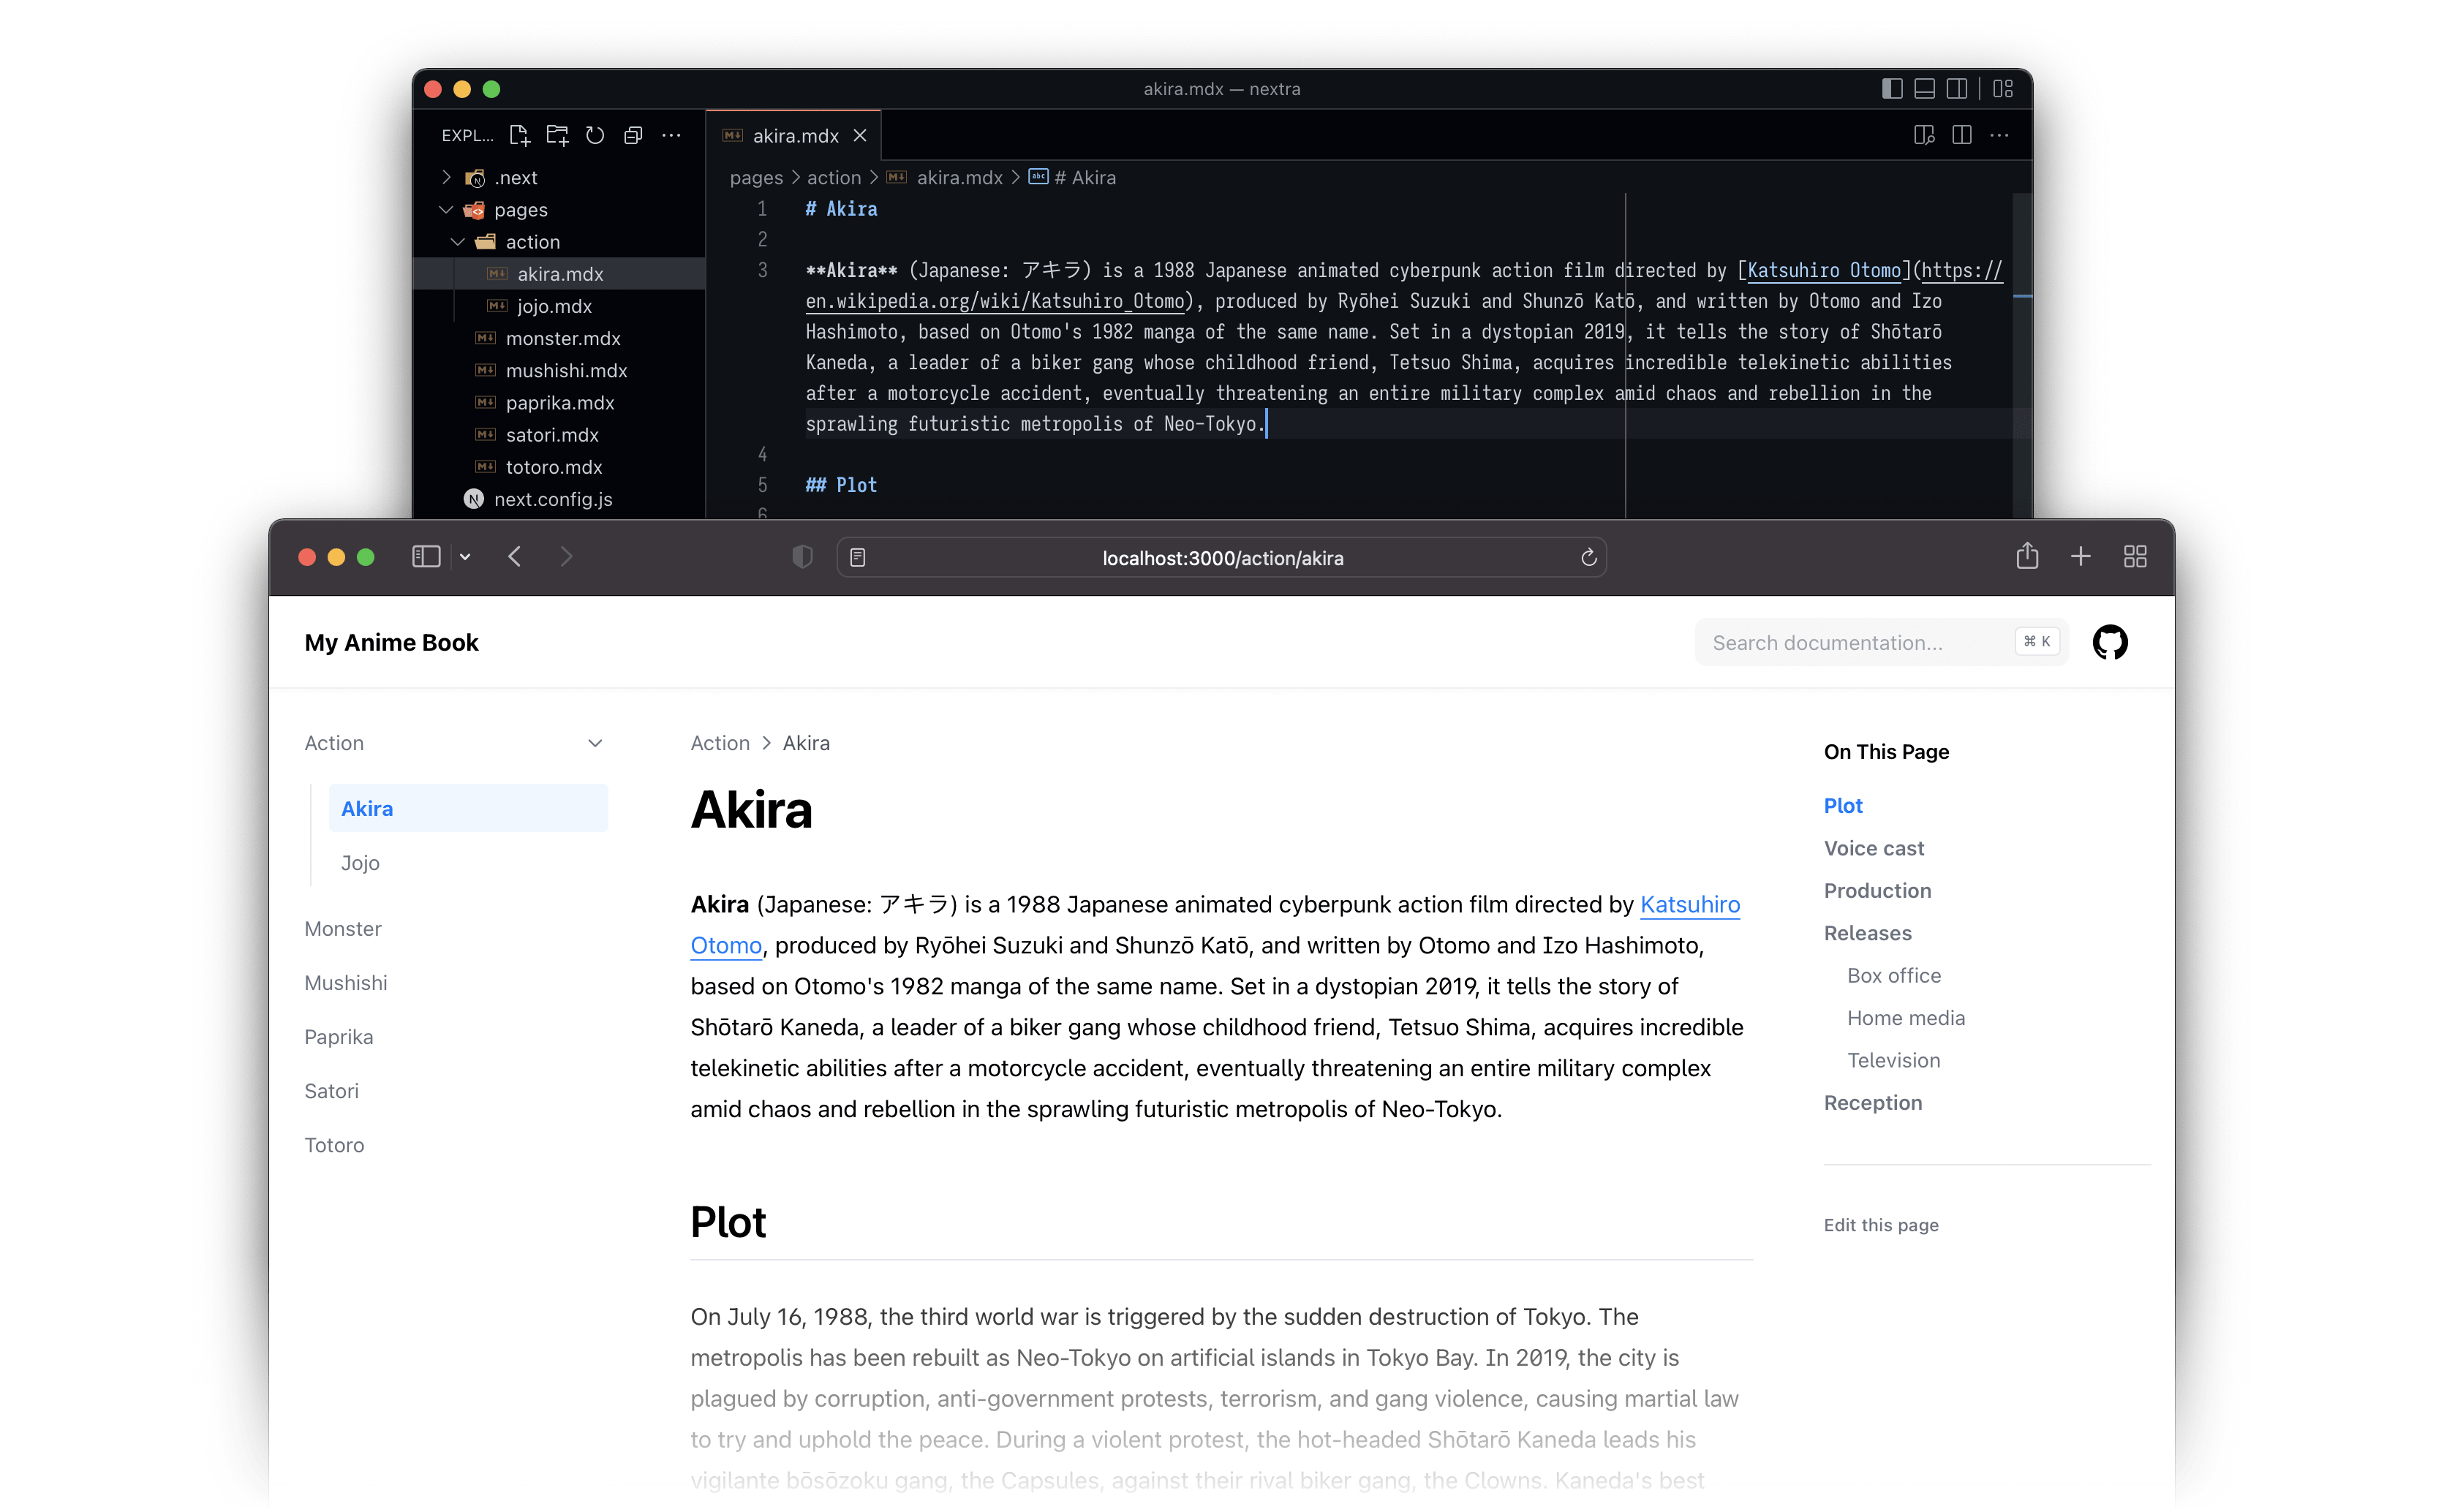 akira.mdx — nextra
EXPL...
akira.mdx
.next
pages > action > akira.mdx > # Akira
pages
action
akira.mdx
jojo.mdx
monster.mdx
mushishi.mdx
paprika.mdx
satori.mdx
totoro.mdx
next.config.js
1 # Akira
2
3 **Akira** (Japanese: アキラ) is a 1988 Japanese animated cyberpunk action film directed by [Katsuhiro Otomo](https://
en.wikipedia.org/wiki/Katsuhiro_Otomo), produced by Ryōhei Suzuki and Shunzō Katō, and written by Otomo and Izo
Hashimoto, based on Otomo's 1982 manga of the same name. Set in a dystopian 2019, it tells the story of Shōtarō
Kaneda, a leader of a biker gang whose childhood friend, Tetsuo Shima, acquires incredible telekinetic abilities
after a motorcycle accident, eventually threatening an entire military complex amid chaos and rebellion in the
sprawling futuristic metropolis of Neo-Tokyo.
4
5 ## Plot
6
localhost:3000/action/akira
My Anime Book
Search documentation...
⌘ K
Action
Akira
Jojo
Monster
Mushishi
Paprika
Satori
Totoro
Action > Akira
Akira
Akira (Japanese: アキラ) is a 1988 Japanese animated cyberpunk action film directed by Katsuhiro
Otomo, produced by Ryōhei Suzuki and Shunzō Katō, and written by Otomo and Izo Hashimoto,
based on Otomo's 1982 manga of the same name. Set in a dystopian 2019, it tells the story of
Shōtarō Kaneda, a leader of a biker gang whose childhood friend, Tetsuo Shima, acquires incredible
telekinetic abilities after a motorcycle accident, eventually threatening an entire military complex
amid chaos and rebellion in the sprawling futuristic metropolis of Neo-Tokyo.
Plot
On July 16, 1988, the third world war is triggered by the sudden destruction of Tokyo. The
metropolis has been rebuilt as Neo-Tokyo on artificial islands in Tokyo Bay. In 2019, the city is
plagued by corruption, anti-government protests, terrorism, and gang violence, causing martial law
to try and uphold the peace. During a violent protest, the hot-headed Shōtarō Kaneda leads his
vigilante bōsōzoku gang, the Capsules, against their rival biker gang, the Clowns. Kaneda's best
On This Page
Plot
Voice cast
Production
Releases
Box office
Home media
Television
Reception
Edit this page